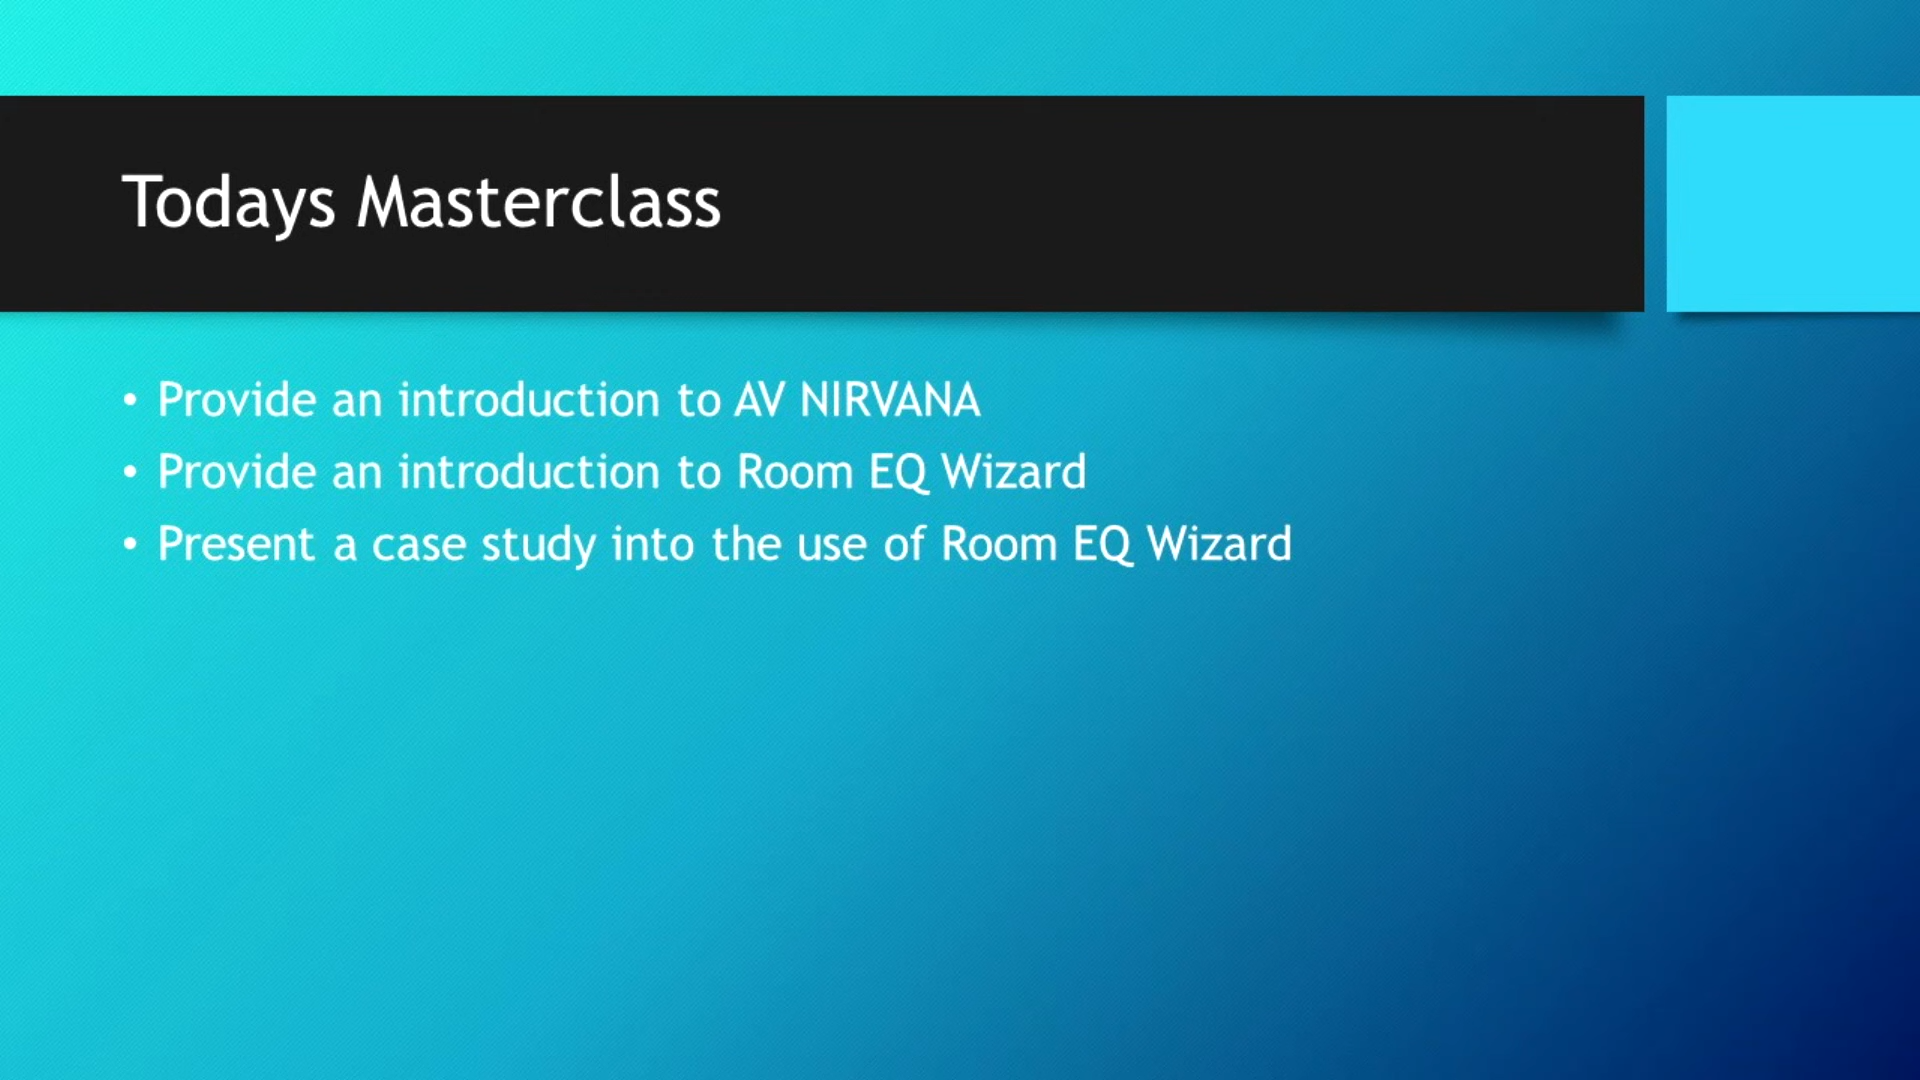 Todays Masterclass
• Provide an introduction to AV NIRVANA
• Provide an introduction to Room EQ Wizard
• Present a case study into the use of Room EQ Wizard